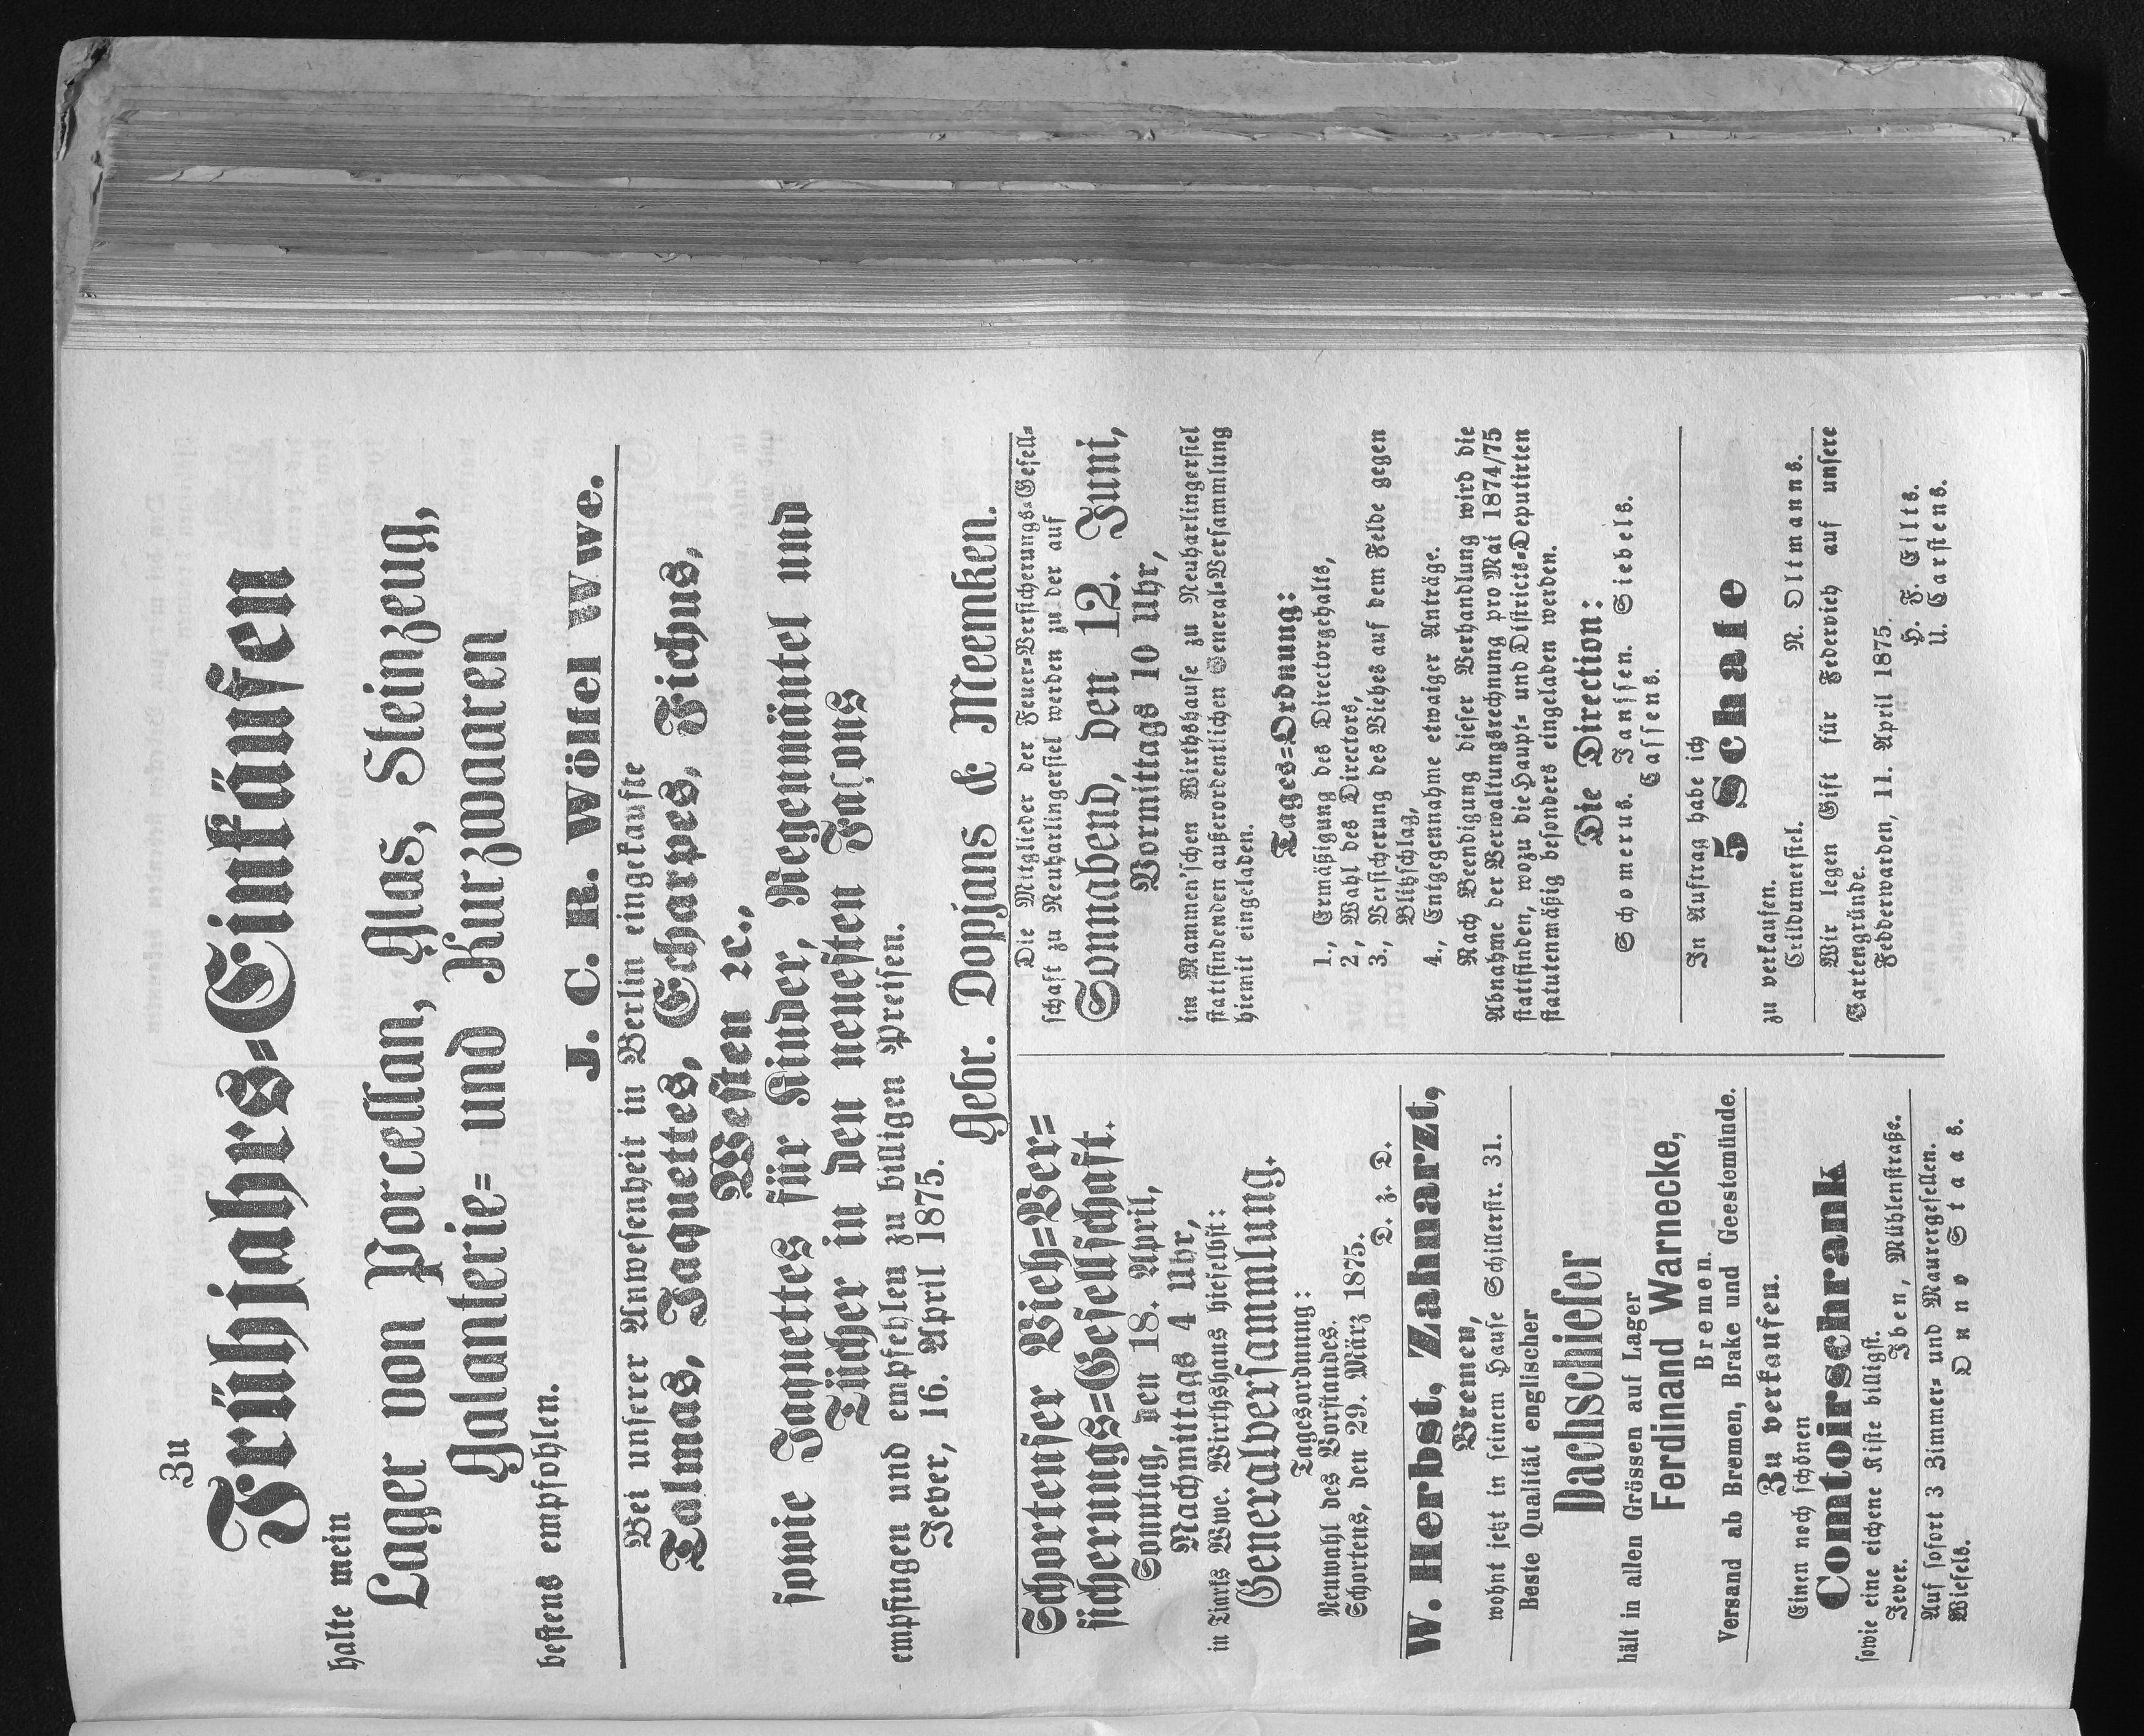 Zu
Frühjahrs-Einkäufen
halte mein
Lager von Porcellan, Glas, Steinzeug,
Galanterie- und Kurzwaaren
bestens empfohlen.
J. C. R. Wölfel Wwe.
Bei unserer Anwesenheit in Berlin eingekaufte
Talmas, Jaquettes, Echarpes, Fichus,
Westen ꝛc.,
sowie Jaquettes für Kinder, Regenmäntel und
Tücher in den neuesten Façons
empfingen und empfehlen zu billigen Preisen.
Jever, 16. April 1875.
Gebr. Dopjans & Meemken.
Schortenser Vieh-Ver-
sicherungs-Gesellschaft.
Sonntag, den 18. April,
Nachmittags 4 Uhr,
in Tiarks Wwe. Wirthshaus hieselbst:
Generalversammlung.
Tagesordnung:
Neuwahl des Vorstandes.
Schortens, den 29. März 1875.
D. z. D.
W. Herbst, Zahnarzt,
Bremen,
wohnt jetzt in seinem Hause Schillerstr. 31.
Beste Qualität englischer
Dachschiefer
hält in allen Grössen auf Lager
Ferdinand Warnecke,
Bremen.
Versand ab Bremen, Brake und Geestemünde.
Zu verkaufen.
Einen noch schönen
Comtoirschrank
sowie eine eichene Kiste billigst.
Jever. Iben, Mühlenstraße.
Auf sofort 3 Zimmer- und Maurergesellen.
Wiefels. Onno Staas.
Die Mitglieder der Feuer-Versicherungs-Gesell-
schaft zu Neuharlingersiel werden zu der auf
Sonnabend, den 12. Juni,
Vormittags 10 Uhr,
im Mammen'schen Wirthshause zu Neuharlingersiel
stattfindenden außerordentlichen General-Versammlung
hiemit eingeladen.
Tages-Ordnung:
1., Ermäßigung des Directorgehalts,
2., Wahl des Directors,
3., Versicherung des Viehes auf dem Felde gegen
Blitzschlag,
4., Entgegennahme etwaiger Anträge.
Nach Beendigung dieser Verhandlung wird die
Abnahme der Verwaltungsrechnung pro Mai 1874/75
stattfinden, wozu die Haupt- und Districts-Deputirten
statutenmäßig besonders eingeladen werden.
Die Direction:
Schomerus. Janssen. Siebels.
Cassens.
In Auftrag habe ich
5 Schafe
zu verkaufen.
Crildumersiel. R. Oltmanns.
Wir legen Gift für Federvieh auf unsere
Gartengründe.
Fedderwarden, 11. April 1875.
H. F. Eilts.
U. Carstens.